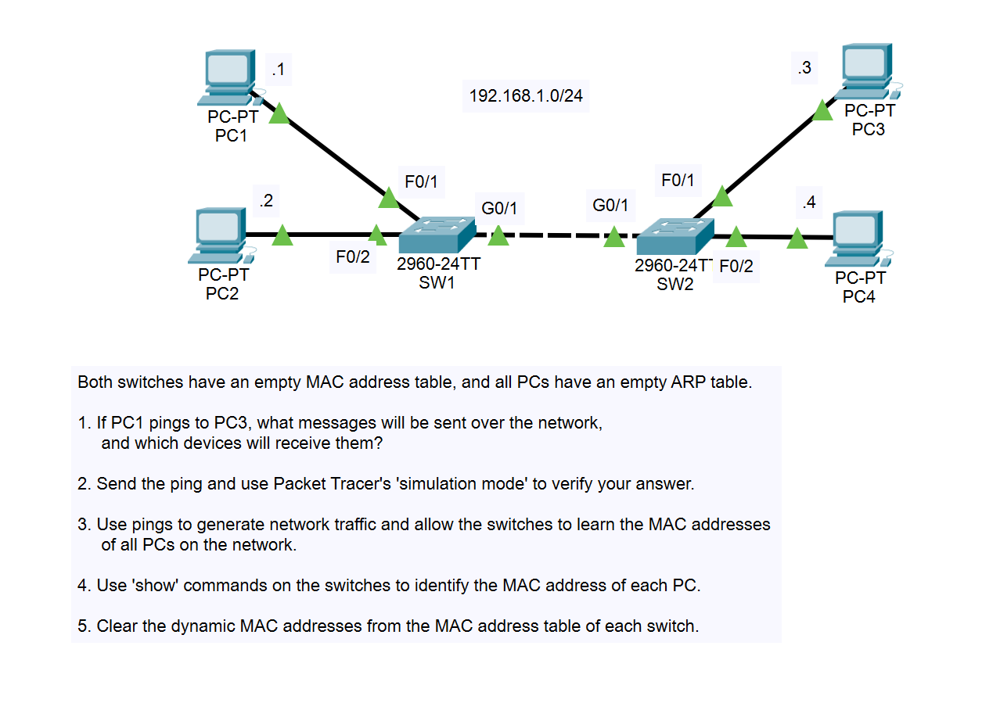 .1
192.168.1.0/24
.3
PC-PT
PC1
PC-PT
PC3
F0/1
F0/1
.2
G0/1
G0/1
.4
F0/2
2960-24TT
SW1
2960-24T
SW2
F0/2
PC-PT
PC2
PC-PT
PC4
Both switches have an empty MAC address table, and all PCs have an empty ARP table.
1. If PC1 pings to PC3, what messages will be sent over the network,
and which devices will receive them?
2. Send the ping and use Packet Tracer's 'simulation mode' to verify your answer.
3. Use pings to generate network traffic and allow the switches to learn the MAC addresses
of all PCs on the network.
4. Use 'show' commands on the switches to identify the MAC address of each PC.
5. Clear the dynamic MAC addresses from the MAC address table of each switch.